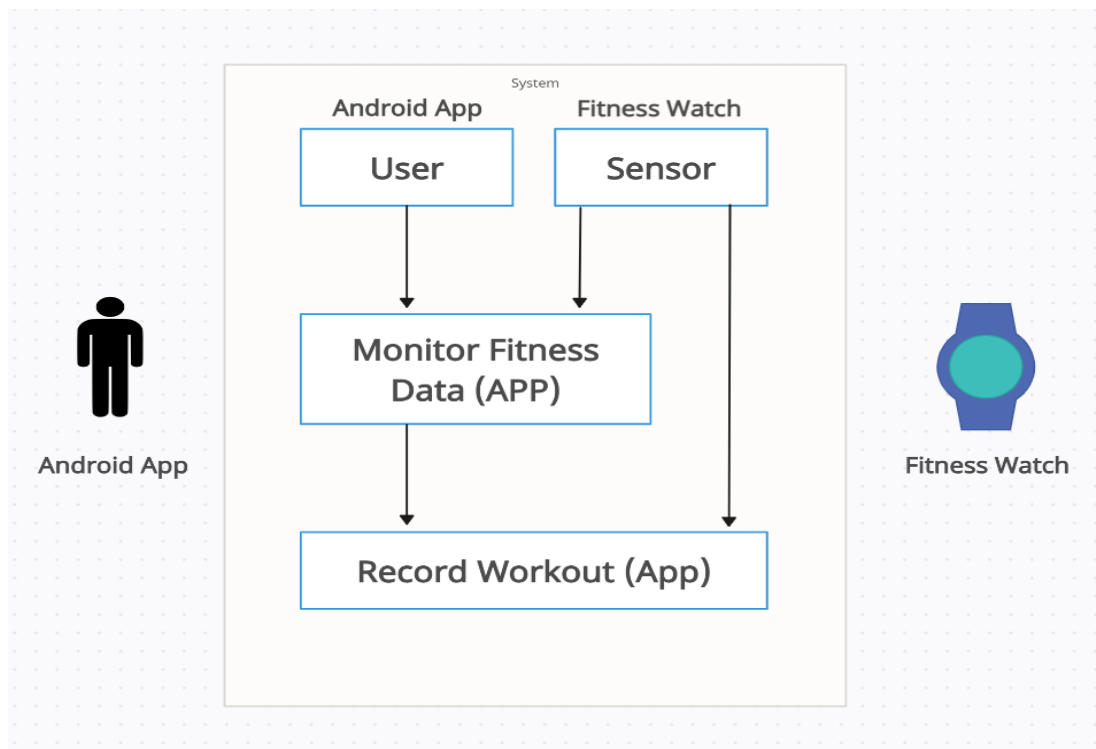 System
Android App
Fitness Watch
User
Sensor
Monitor Fitness
Data (APP)
Android App
Fitness Watch
Record Workout (App)